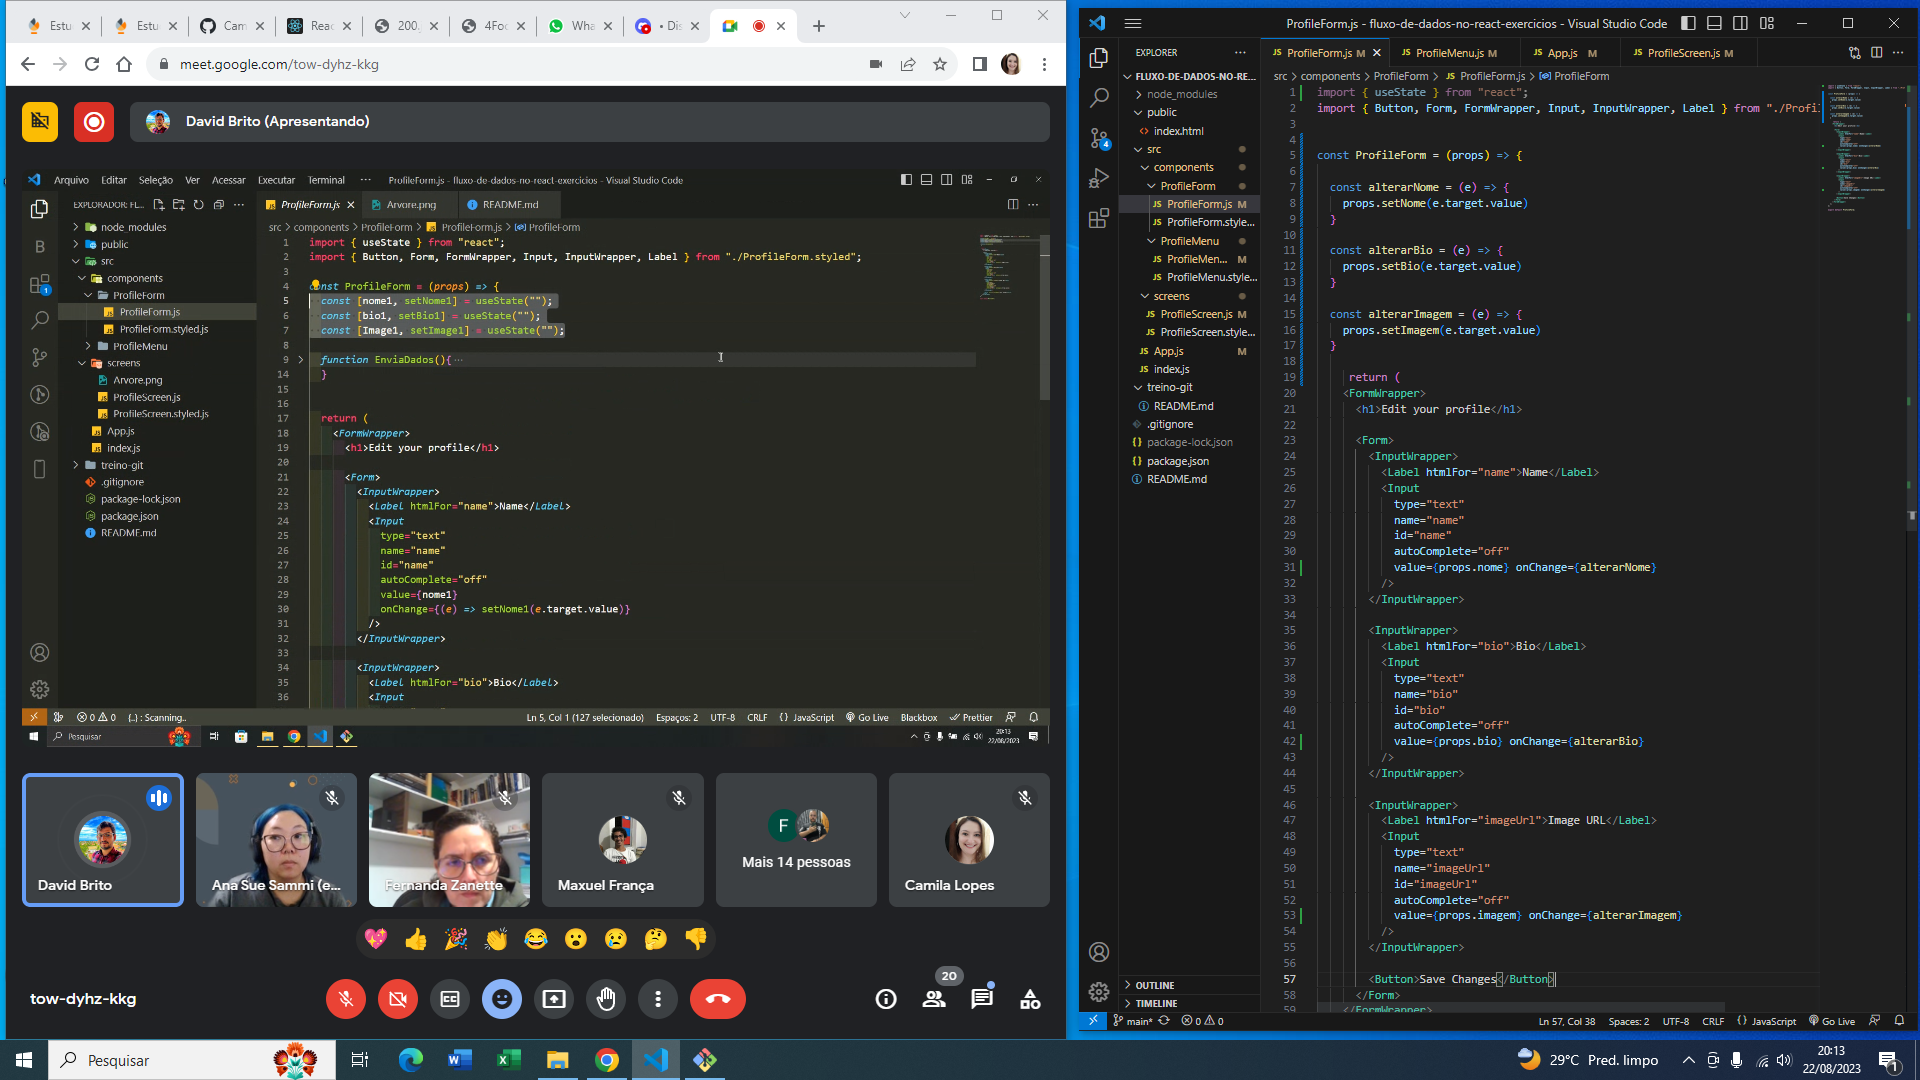 Estu
Estu
Cam
Reac
200.
4Foo
Wha
• Dis
meet.google.com/tow-dyhz-kkg
David Brito (Apresentando)
Arquivo Editar Seleção Ver Acessar Executar Terminal ··· ProfileForm.js - fluxo-de-dados-no-react-exercicios - Visual Studio Code
EXPLORADOR: FL...
ProfileForm.js
Arvore.png
README.md
src > components > ProfileForm > ProfileForm.js > ProfileForm
node_modules
public
src
components
ProfileForm
ProfileForm.js
ProfileForm.styled.js
ProfileMenu
screens
Arvore.png
ProfileScreen.js
ProfileScreen.styled.js
App.js
index.js
treino-git
.gitignore
package-lock.json
package.json
README.md
1 import { useState } from "react";
2 import { Button, Form, FormWrapper, Input, InputWrapper, Label } from "./ProfileForm.styled";
3
4 const ProfileForm = (props) => {
5 const [nome1, setNome1] = useState("");
6 const [bio1, setBio1] = useState("");
7 const [Image1, setImage1] = useState("");
8
9 function EnviaDados(){ ···
14 }
15
16
17 return (
18 <FormWrapper>
19 <h1>Edit your profile</h1>
20
21 <Form>
22 <InputWrapper>
23 <Label htmlFor="name">Name</Label>
24 <Input
25 type="text"
26 name="name"
27 id="name"
28 autoComplete="off"
29 value={nome1}
30 onChange={(e) => setNome1(e.target.value)}
31 />
32 </InputWrapper>
33
34 <InputWrapper>
35 <Label htmlFor="bio">Bio</Label>
36 <Input
0 0 {..} : Scanning.. Ln 5, Col 1 (127 selecionado) Espaços: 2 UTF-8 CRLF {} JavaScript Go Live Blackbox Prettier
Pesquisar
20:13
22/08/2023
David Brito
Ana Sue Sammi (e...
Fernanda Zanette
Maxuel França
F
Mais 14 pessoas
Camila Lopes
tow-dyhz-kkg
20
ProfileForm.js - fluxo-de-dados-no-react-exercicios - Visual Studio Code
EXPLORER
ProfileForm.js M
ProfileMenu.js M
App.js M
ProfileScreen.js M
src > components > ProfileForm > ProfileForm.js > ProfileForm
FLUXO-DE-DADOS-NO-RE...
node_modules
public
index.html
src
components
ProfileForm
ProfileForm.js M
ProfileForm.style...
ProfileMenu
ProfileMen... M
ProfileMenu.style...
screens
ProfileScreen.js M
ProfileScreen.style...
App.js M
index.js
treino-git
README.md
.gitignore
package-lock.json
package.json
README.md
OUTLINE
TIMELINE
4
1 import { useState } from "react";
2 import { Button, Form, FormWrapper, Input, InputWrapper, Label } from "./Profil
3
4
5 const ProfileForm = (props) => {
6
7 const alterarNome = (e) => {
8 props.setNome(e.target.value)
9 }
10
11 const alterarBio = (e) => {
12 props.setBio(e.target.value)
13 }
14
15 const alterarImagem = (e) => {
16 props.setImagem(e.target.value)
17 }
18
19 return (
20 <FormWrapper>
21 <h1>Edit your profile</h1>
22
23 <Form>
24 <InputWrapper>
25 <Label htmlFor="name">Name</Label>
26 <Input
27 type="text"
28 name="name"
29 id="name"
30 autoComplete="off"
31 value={props.nome} onChange={alterarNome}
32 />
33 </InputWrapper>
34
35 <InputWrapper>
36 <Label htmlFor="bio">Bio</Label>
37 <Input
38 type="text"
39 name="bio"
40 id="bio"
41 autoComplete="off"
42 value={props.bio} onChange={alterarBio}
43 />
44 </InputWrapper>
45
46 <InputWrapper>
47 <Label htmlFor="imageUrl">Image URL</Label>
48 <Input
49 type="text"
50 name="imageUrl"
51 id="imageUrl"
52 autoComplete="off"
53 value={props.imagem} onChange={alterarImagem}
54 />
55 </InputWrapper>
56
57 <Button>Save Changes</Button>
58 </Form>
59 </FormWrapper>
main* 0 0 Ln 57, Col 38 Spaces: 2 UTF-8 CRLF {} JavaScript Go Live
Pesquisar
29°C Pred. limpo
20:13
22/08/2023
1